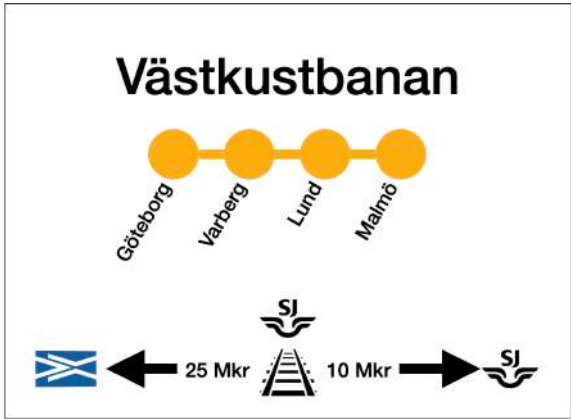 Västkustbanan
Göteborg
Varberg
Lund
Malmö
SJ
25 Mkr
10 Mkr
SJ